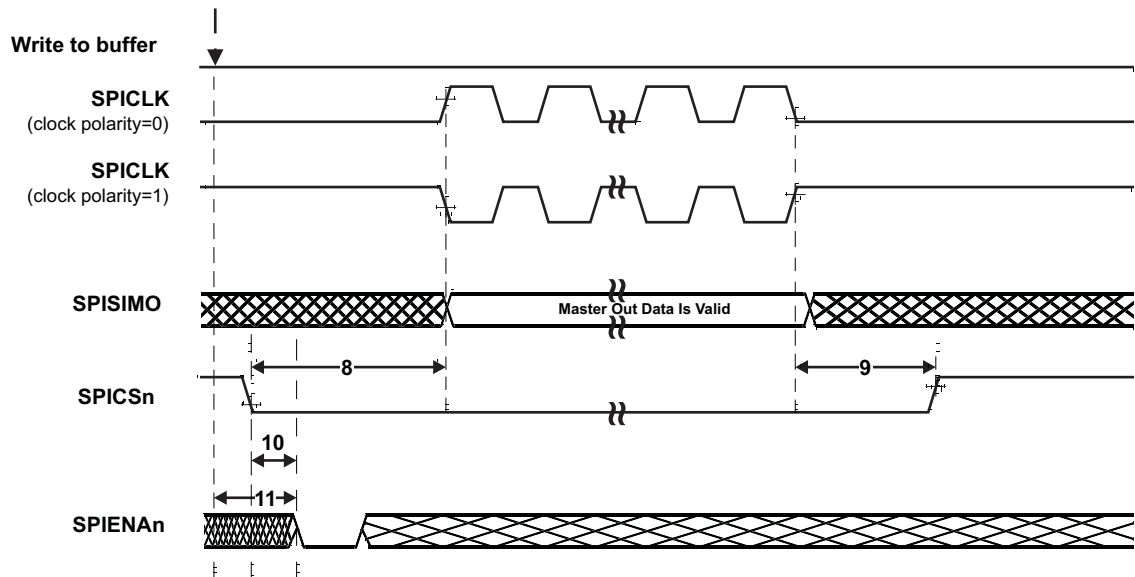 Write to buffer
SPICLK
(clock polarity=0)
SPICLK
(clock polarity=1)
SPISIMO
Master Out Data Is Valid
8
9
SPICSn
10
11
SPIENAn